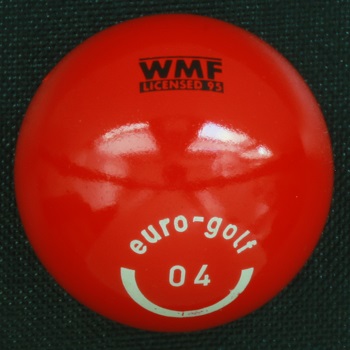 WMF
LICENSED 95
euro-golf
04